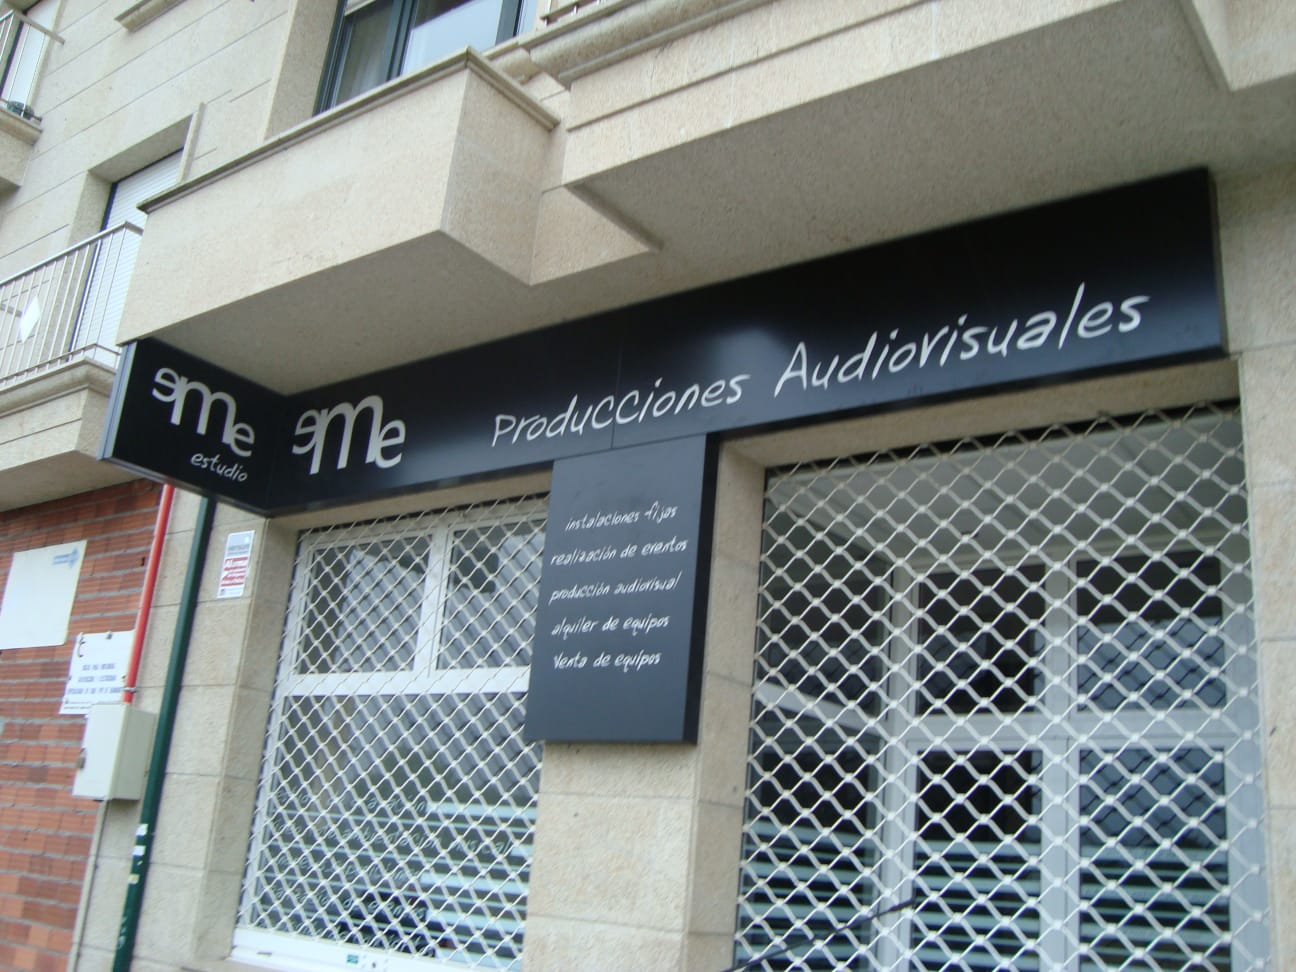 eme
estudio
eme Producciones Audiovisuales
instalaciones fijas
realización de eventos
producción audiovisual
alquiler de equipos
Venta de equipos